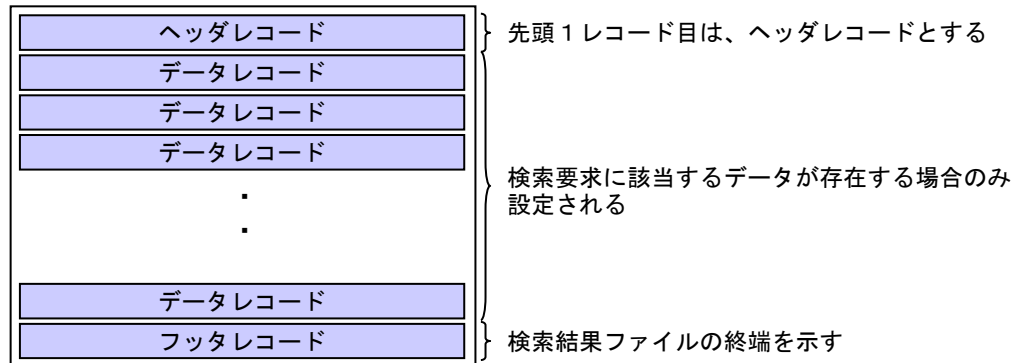 ヘッダレコード
先頭１レコード目は、ヘッダレコードとする
データレコード
データレコード
データレコード
検索要求に該当するデータが存在する場合のみ
設定される
・
・
データレコード
フッタレコード
検索結果ファイルの終端を示す